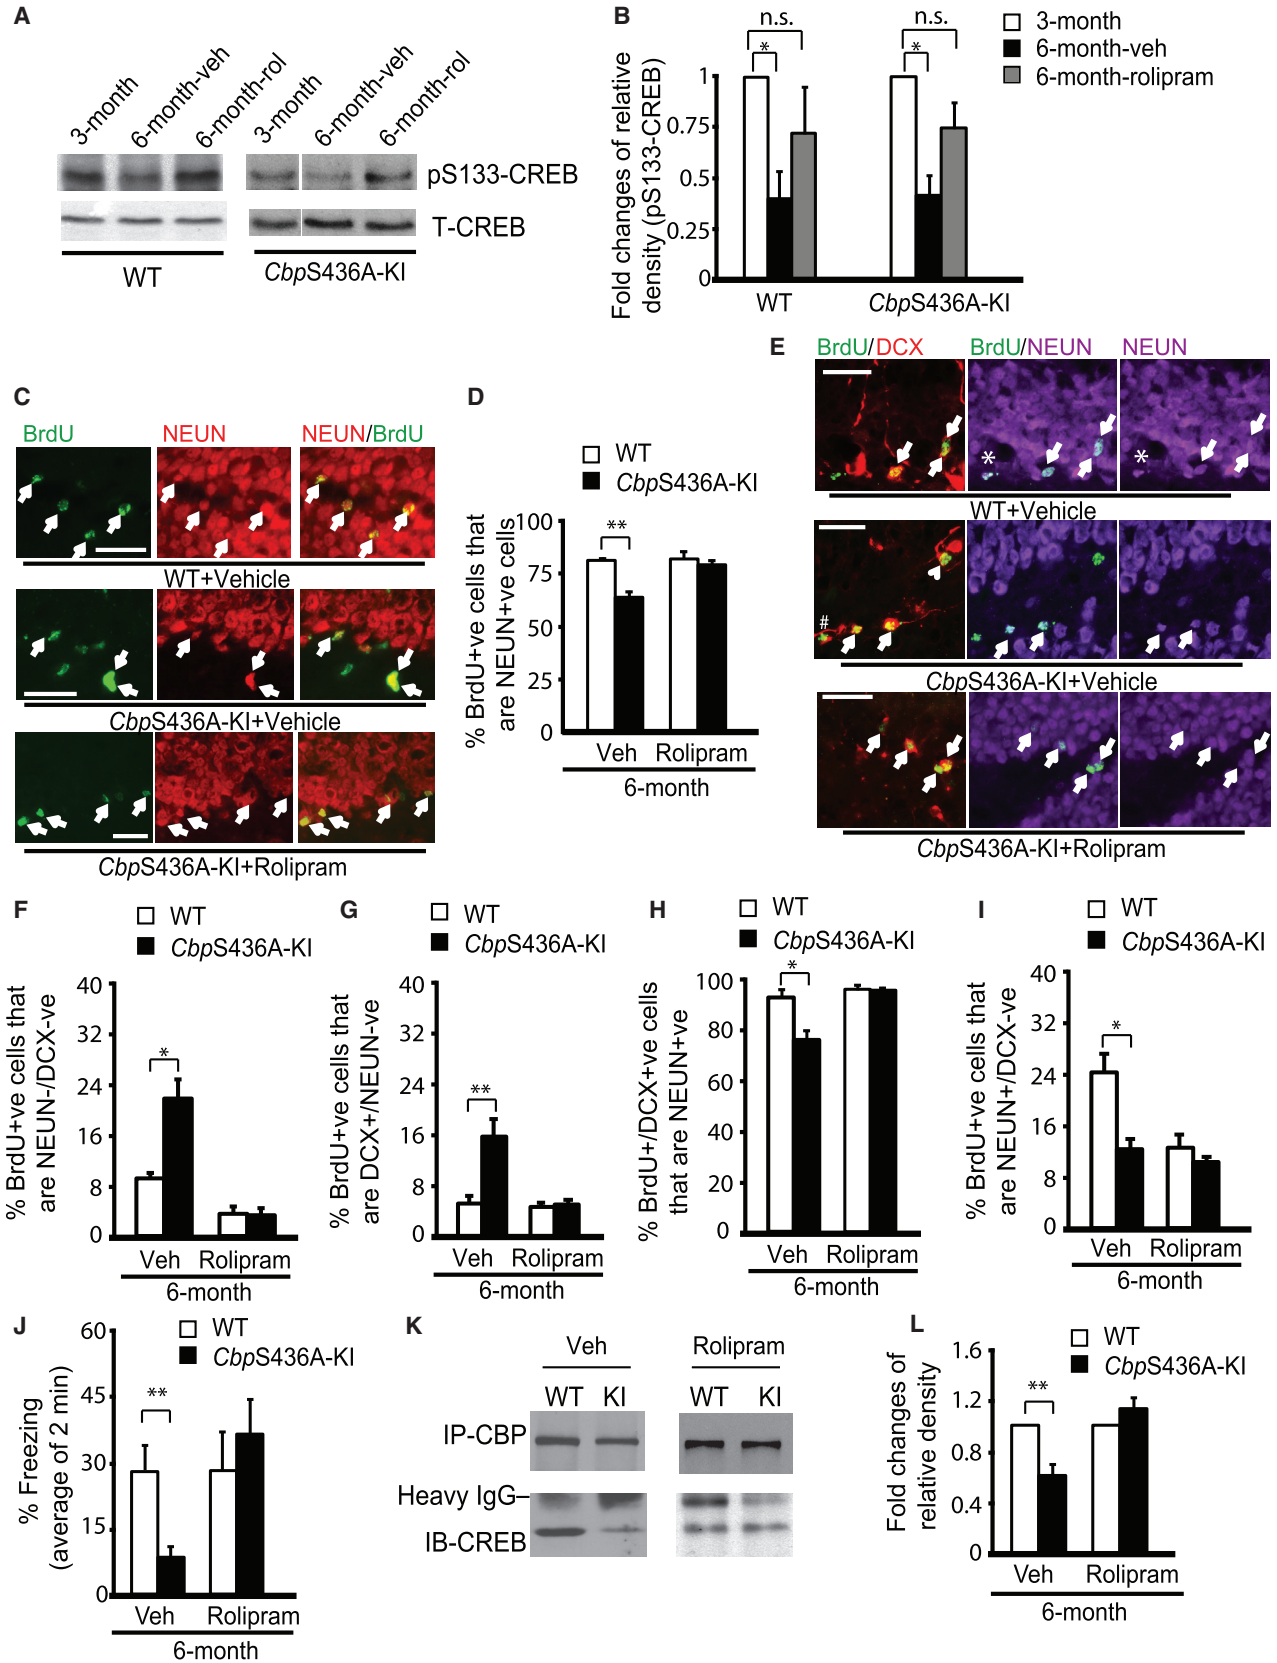 A
3-month
6-month-veh
6-month-rol
3-month
6-month-veh
6-month-rol
pS133-CREB
T-CREB
WT
CbpS436A-KI
B
n.s.
n.s.
*
*
3-month
6-month-veh
6-month-rolipram
Fold changes of relative
density (pS133-CREB)
1
0.75
0.5
0.25
0
WT
CbpS436A-KI
C
BrdU
NEUN
NEUN/BrdU
WT+Vehicle
CbpS436A-KI+Vehicle
CbpS436A-KI+Rolipram
D
WT
CbpS436A-KI
% BrdU+ve cells that
are NEUN+ve cells
100
75
50
25
0
**
Veh
Rolipram
6-month
E
BrdU/DCX
BrdU/NEUN
NEUN
*
*
WT+Vehicle
#
CbpS436A-KI+Vehicle
CbpS436A-KI+Rolipram
F
WT
CbpS436A-KI
% BrdU+ve cells that
are NEUN-/DCX-ve
40
32
24
16
8
0
*
Veh
Rolipram
6-month
G
WT
CbpS436A-KI
% BrdU+ve cells that
are DCX+/NEUN-ve
40
32
24
16
8
0
**
Veh
Rolipram
6-month
H
WT
CbpS436A-KI
% BrdU+/DCX+ve cells
that are NEUN+ve
100
80
60
40
20
0
*
Veh
Rolipram
6-month
I
WT
CbpS436A-KI
% BrdU+ve cells that
are NEUN+/DCX-ve
40
32
24
16
8
0
*
Veh
Rolipram
6-month
J
WT
CbpS436A-KI
% Freezing
(average of 2 min)
60
45
30
15
0
**
Veh
Rolipram
6-month
K
Veh
Rolipram
WT
KI
WT
KI
IP-CBP
Heavy IgG–
IB-CREB
L
WT
CbpS436A-KI
Fold changes of
relative density
1.6
1.2
0.8
0.4
0
**
Veh
Rolipram
6-month